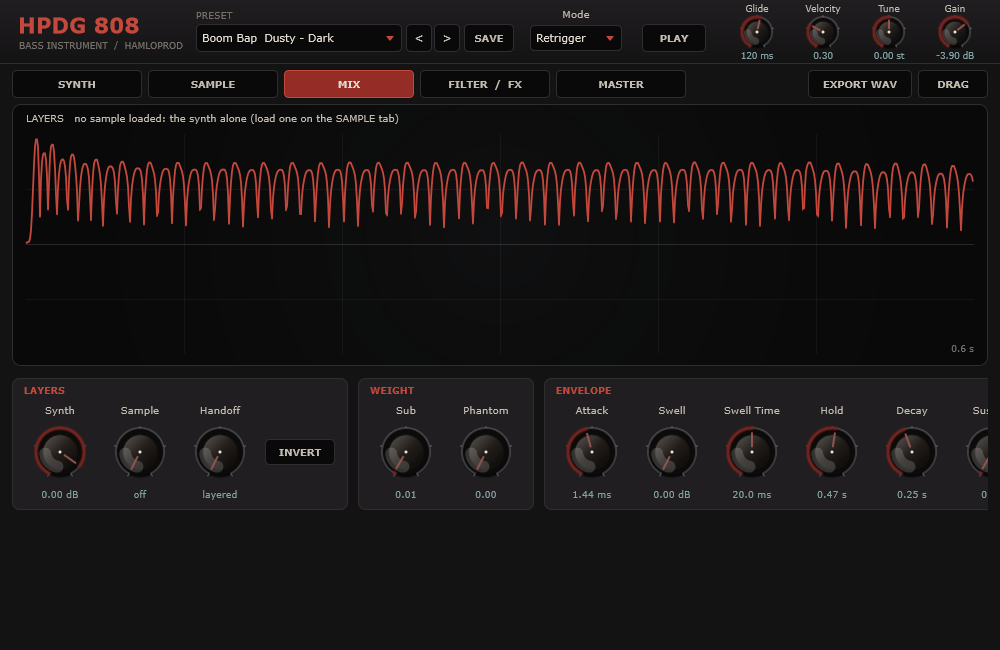 HPDG 808
BASS INSTRUMENT / HAMLOPROD
PRESET
Boom Bap Dusty - Dark
<
>
SAVE
Mode
Retrigger
PLAY
Glide Velocity Tune Gain
120 ms 0.30 0.00 st -3.90 dB
SYNTH SAMPLE MIX FILTER / FX MASTER EXPORT WAV DRAG
LAYERS no sample loaded: the synth alone (load one on the SAMPLE tab)
0.6 s
LAYERS
Synth Sample Handoff
INVERT
0.00 dB off layered
WEIGHT
Sub Phantom
0.01 0.00
ENVELOPE
Attack Swell Swell Time Hold Decay
1.44 ms 0.00 dB 20.0 ms 0.47 s 0.25 s